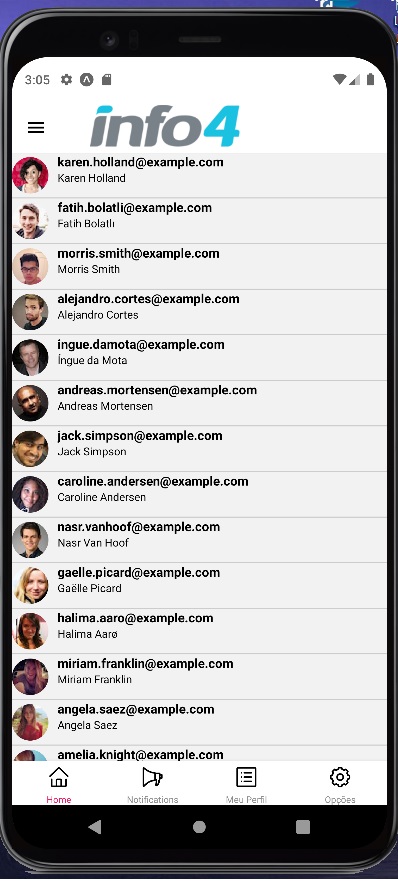 3:05
info4
karen.holland@example.com
Karen Holland
fatih.bolatli@example.com
Fatih Bolatlı
morris.smith@example.com
Morris Smith
alejandro.cortes@example.com
Alejandro Cortes
ingue.damota@example.com
Íngue da Mota
andreas.mortensen@example.com
Andreas Mortensen
jack.simpson@example.com
Jack Simpson
caroline.andersen@example.com
Caroline Andersen
nasr.vanhoof@example.com
Nasr Van Hoof
gaelle.picard@example.com
Gaëlle Picard
halima.aaro@example.com
Halima Aarø
miriam.franklin@example.com
Miriam Franklin
angela.saez@example.com
Angela Saez
amelia.knight@example.com
Home Notifications Meu Perfil Opções